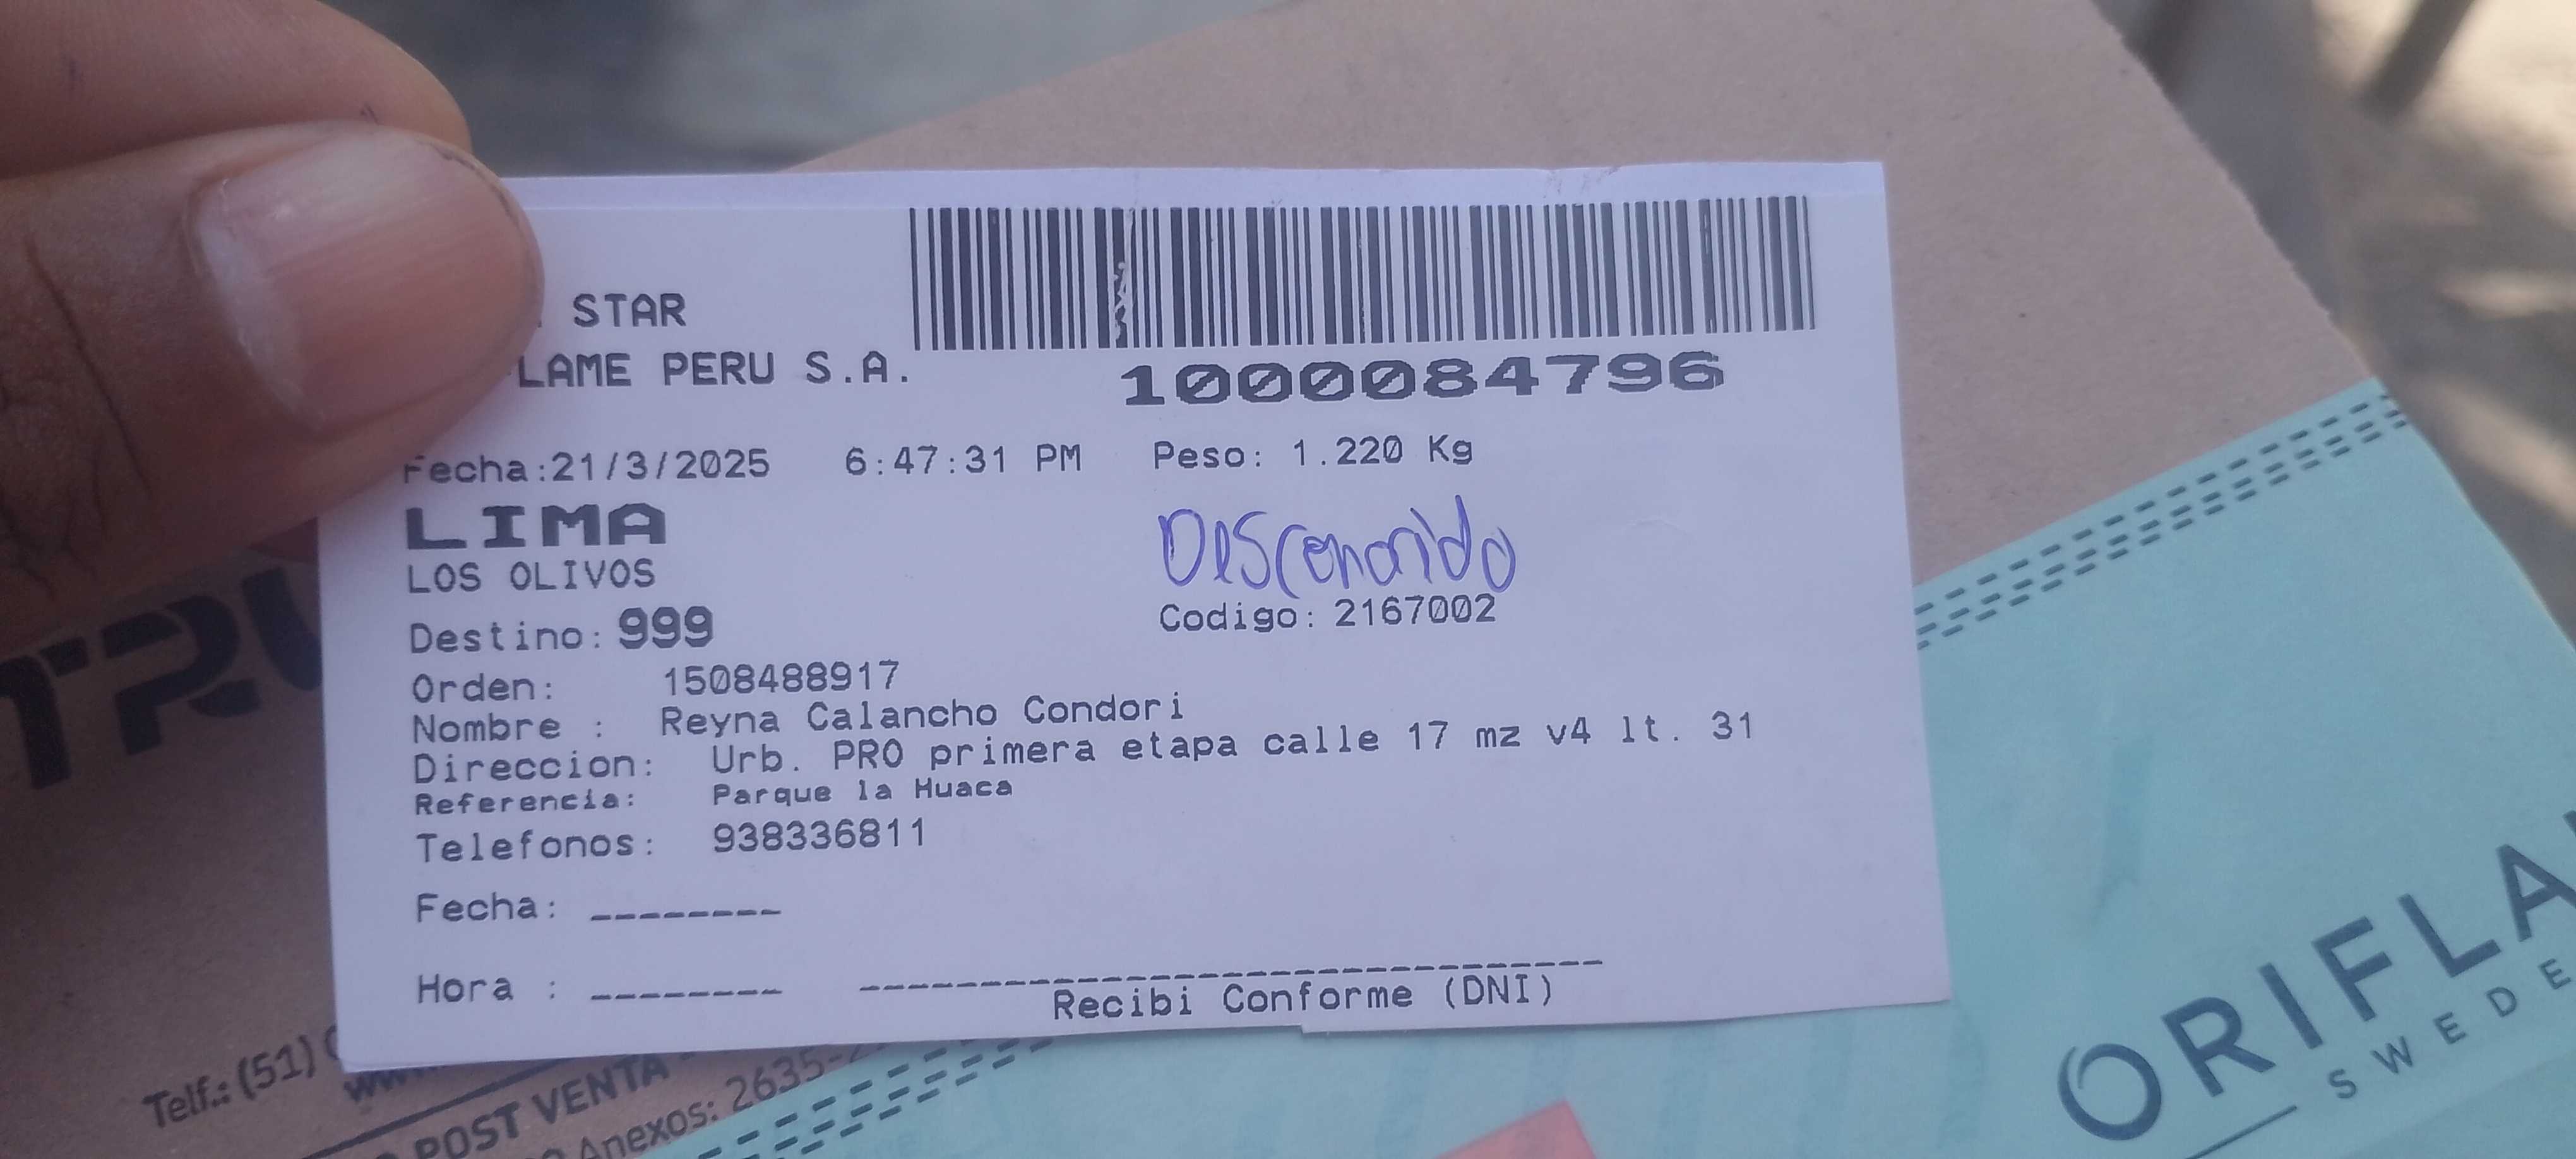 STAR
LAME PERU S.A.
1000084796
Fecha:21/3/2025 6:47:31 PM Peso: 1.220 Kg
LIMA
Desconocido
LOS OLIVOS
Destino: 999 Codigo: 2167002
Orden: 1508488917
Nombre : Reyna Calancho Condori
Direccion: Urb. PRO primera etapa calle 17 mz v4 lt. 31
Referencia: Parque la Huaca
Telefonos: 938336811
Fecha: --------
Hora : --------
Recibi Conforme (DNI)
TRU
Telf.: (51)
POST VENTA
Anexos: 2635-
ORIFLA
SWEDE